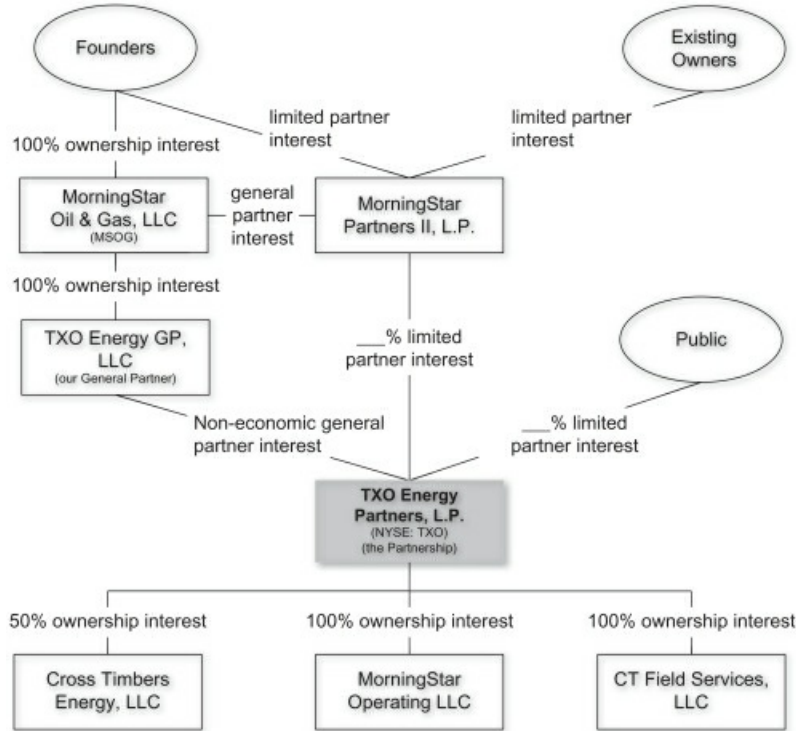 Founders
Existing
Owners
limited partner
interest
limited partner
interest
100% ownership interest
MorningStar
Oil & Gas, LLC
(MSOG)
general
partner
interest
MorningStar
Partners II, L.P.
100% ownership interest
TXO Energy GP,
LLC
(our General Partner)
___% limited
partner interest
Public
Non-economic general
partner interest
___% limited
partner interest
TXO Energy
Partners, L.P.
(NYSE: TXO)
(the Partnership)
50% ownership interest
100% ownership interest
100% ownership interest
Cross Timbers
Energy, LLC
MorningStar
Operating LLC
CT Field Services,
LLC